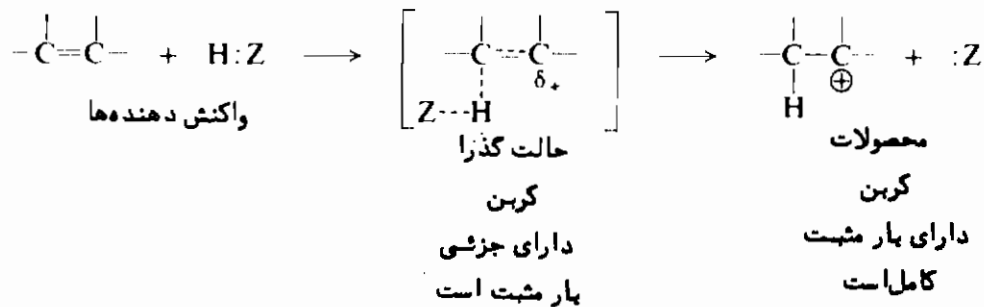 C=C + H:Z ⟶ [C⋯C δ+ Z---H] ⟶ C–C⊕ H + :Z
واکنش دهنده‌ها
حالت گذرا
کربن
دارای جزئی
بار مثبت است
محصولات
کربن
دارای بار مثبت
کامل‌است